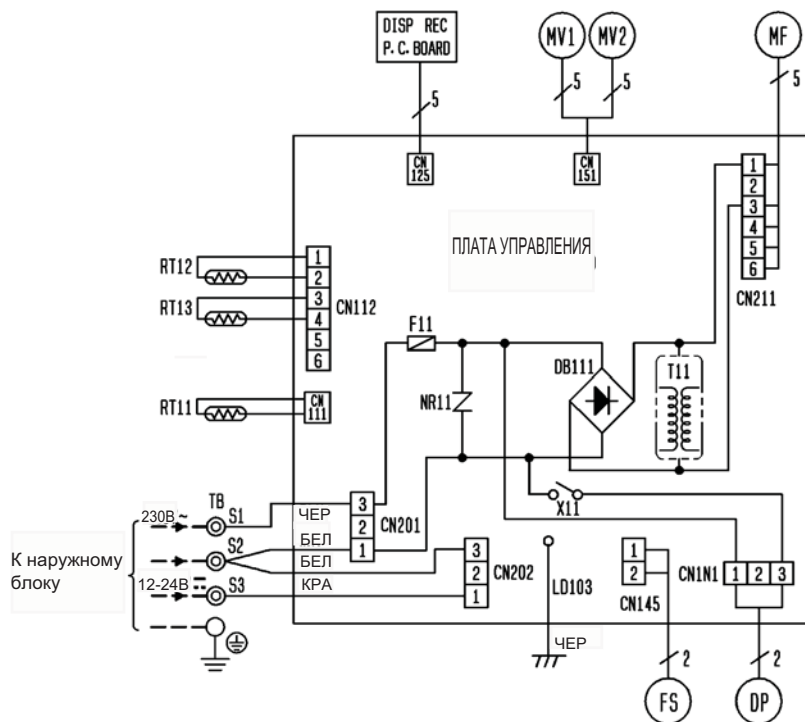 DISP REC
P.C.BOARD
MV1
MV2
MF
5
5
5
5
CN
125
CN
151
ПЛАТА УПРАВЛЕНИЯ
1
2
3
4
5
6
CN211
RT12
RT13
1
2
3
4
5
6
CN112
F11
DB111
T11
NR11
RT11
CN
111
X11
230В ~
TB
S1
ЧЕР
3
2
1
CN201
К наружному
блоку
S2
БЕЛ
БЕЛ
12-24В
S3
КРА
3
2
1
CN202
LD103
ЧЕР
1
2
CN145
CN1N1
1
2
3
2
2
FS
DP